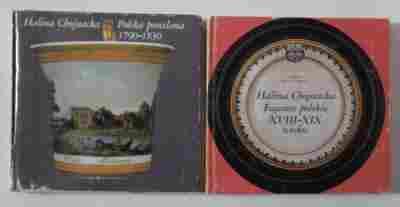 Halina Chojnacka
Polska porcelana
1790-1830
Halina Chojnacka
Fajanse polskie
XVIII-XIX
wieku